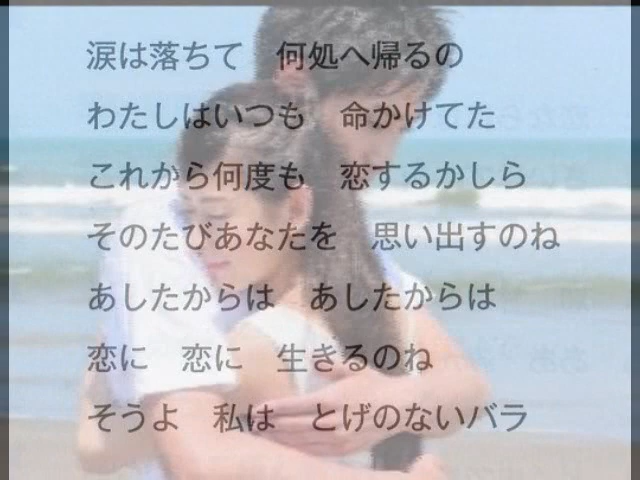 涙は落ちて　何処へ帰るの
わたしはいつも　命かけてた
これから何度も　恋するかしら
そのたびあなたを　思い出すのね
あしたからは　あしたからは
恋に　恋に　生きるのね
そうよ　私は　とげのないバラ